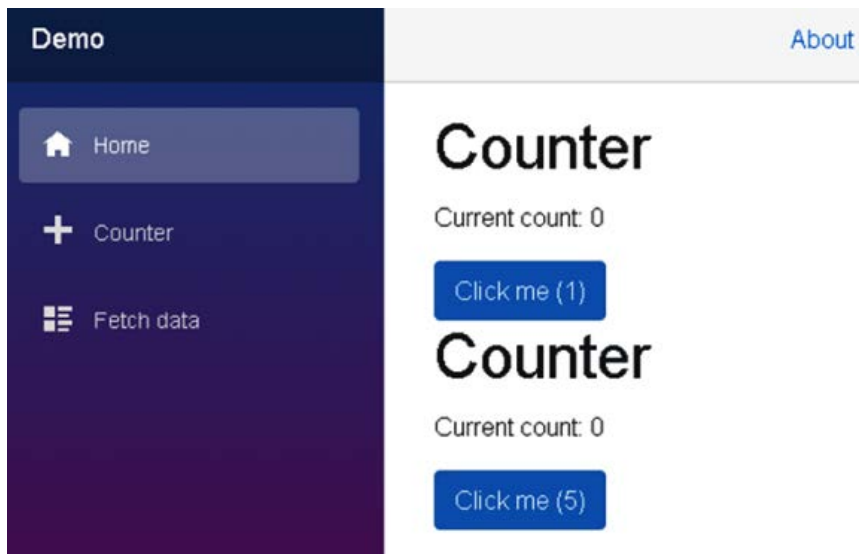 Demo
About
Home
Counter
Fetch data
Counter
Current count: 0
Click me (1)
Counter
Current count: 0
Click me (5)